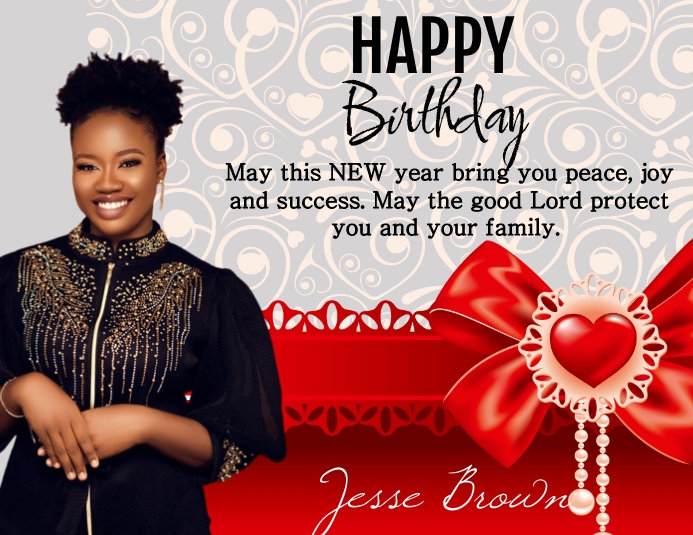 HAPPY
Birthday
May this NEW year bring you peace, joy
and success. May the good Lord protect
you and your family.
Jesse Brown